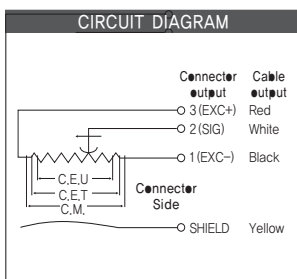 CIRCUIT DIAGRAM
Connector output
Cable output
3 (EXC+) Red
2 (SIG) White
1 (EXC−) Black
C.E.U
C.E.T
C.M.
Connector Side
SHIELD Yellow